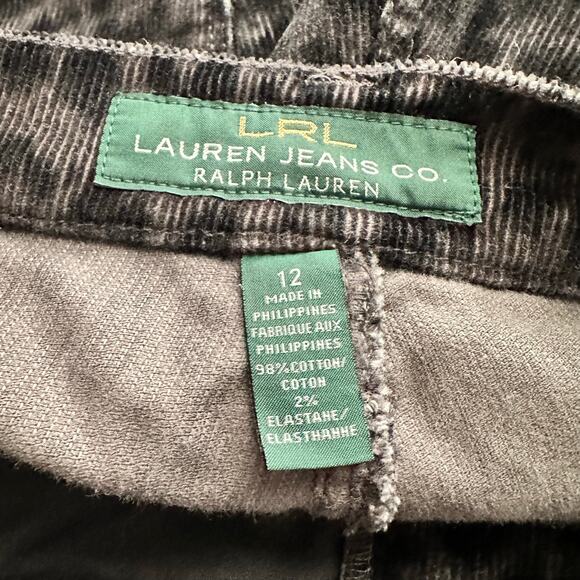 LRL
LAUREN JEANS CO.
RALPH LAUREN
12
MADE IN
PHILIPPINES
FABRIQUE AUX
PHILIPPINES
98%COTTON/
COTON
2%
ELASTANE/
ELASTHANNE